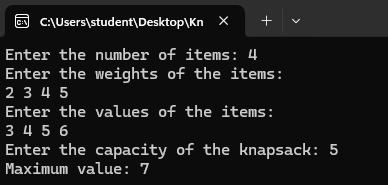 C:\Users\student\Desktop\Kn
Enter the number of items: 4
Enter the weights of the items:
2 3 4 5
Enter the values of the items:
3 4 5 6
Enter the capacity of the knapsack: 5
Maximum value: 7